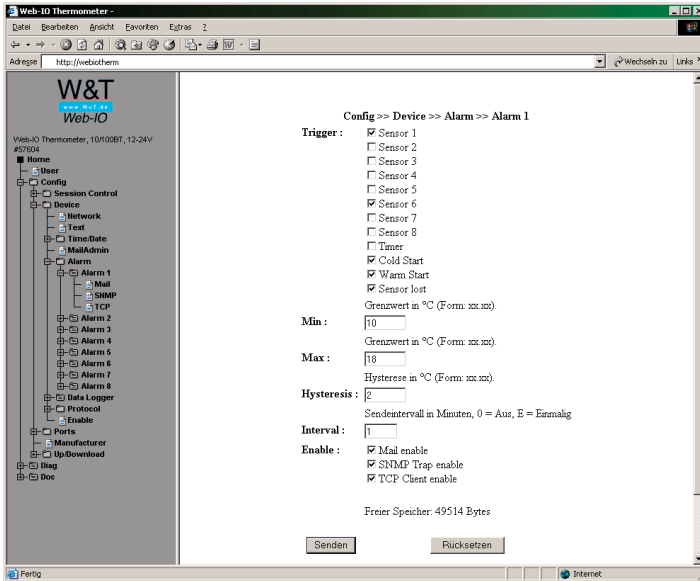 Web-IO Thermometer -
Datei Bearbeiten Ansicht Favoriten Extras ?
Adresse http://webiotherm Wechseln zu Links
W&T
www.WuT.de
Web-IO
Web-IO Thermometer, 10/100BT, 12-24V
#57604
Home
User
Config
Session Control
Device
Network
Text
Time/Date
MailAdmin
Alarm
Alarm 1
Mail
SNMP
TCP
Alarm 2
Alarm 3
Alarm 4
Alarm 5
Alarm 6
Alarm 7
Alarm 8
Data Logger
Protocol
Enable
Ports
Manufacturer
Up/Download
Diag
Doc
Config >> Device >> Alarm >> Alarm 1
Trigger : Sensor 1
Sensor 2
Sensor 3
Sensor 4
Sensor 5
Sensor 6
Sensor 7
Sensor 8
Timer
Cold Start
Warm Start
Sensor lost
Grenzwert in °C (Form: xx.xx).
Min : 10
Grenzwert in °C (Form: xx.xx).
Max : 18
Hysterese in °C (Form: xx.xx).
Hysteresis : 2
Sendeintervall in Minuten, 0 = Aus, E = Einmalig
Interval : 1
Enable : Mail enable
SNMP Trap enable
TCP Client enable
Freier Speicher: 49514 Bytes
Senden Rücksetzen
Fertig Internet